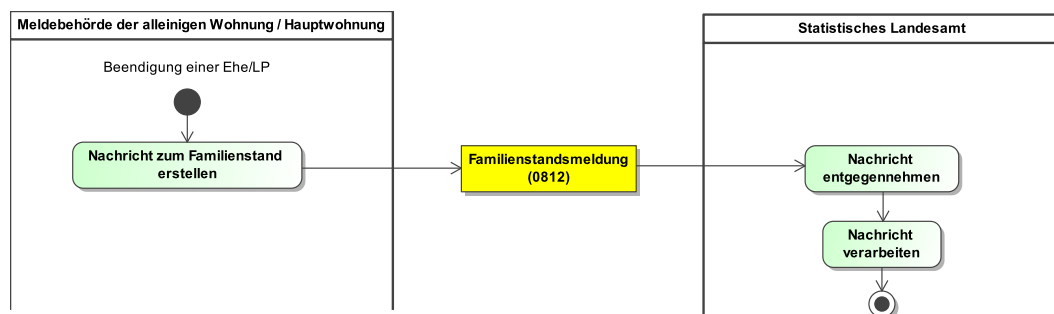 Meldebehörde der alleinigen Wohnung / Hauptwohnung
Beendigung einer Ehe/LP
Nachricht zum Familienstand
erstellen
Familienstandsmeldung
(0812)
Statistisches Landesamt
Nachricht
entgegennehmen
Nachricht
verarbeiten